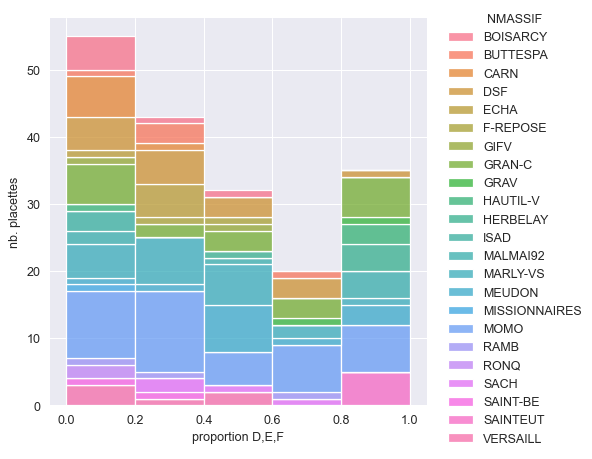 NMASSIF
BOISARCY
BUTTESPA
CARN
DSF
ECHA
F-REPOSE
GIFV
GRAN-C
GRAV
HAUTIL-V
HERBELAY
ISAD
MALMAI92
MARLY-VS
MEUDON
MISSIONNAIRES
MOMO
RAMB
RONQ
SACH
SAINT-BE
SAINTEUT
VERSAILL
nb. placettes
50
40
30
20
10
0
0.0 0.2 0.4 0.6 0.8 1.0
proportion D,E,F